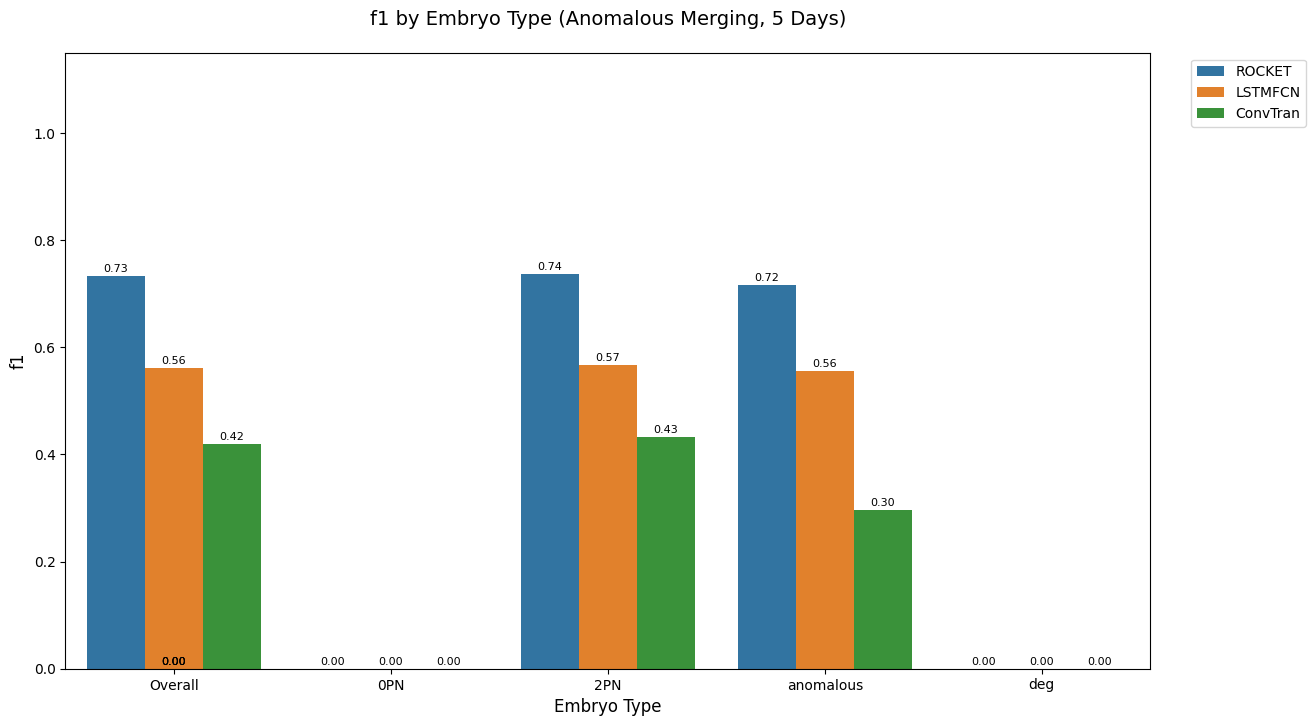 f1 by Embryo Type (Anomalous Merging, 5 Days)
ROCKET
LSTMFCN
ConvTran
f1
1.0
0.8
0.6
0.4
0.2
0.0
0.73
0.56
0.42
0.00
0.00
0.00
0.00
0.74
0.57
0.43
0.72
0.56
0.30
0.00
0.00
0.00
Overall
0PN
2PN
anomalous
deg
Embryo Type